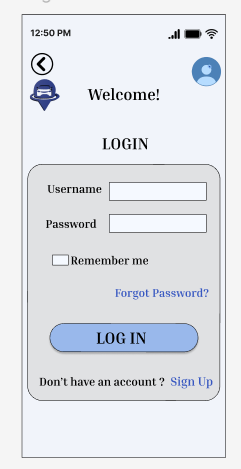 12:50 PM
Welcome!
LOGIN
Username
Password
Remember me
Forgot Password?
LOG IN
Don't have an account ? Sign Up